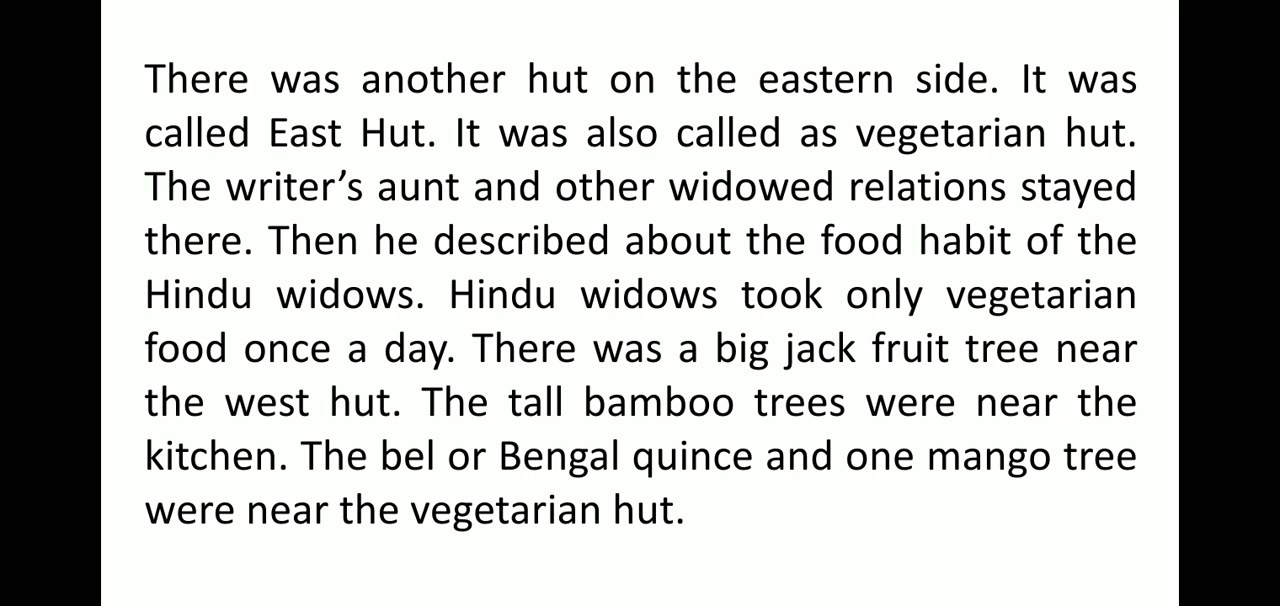 There was another hut on the eastern side. It was
called East Hut. It was also called as vegetarian hut.
The writer’s aunt and other widowed relations stayed
there. Then he described about the food habit of the
Hindu widows. Hindu widows took only vegetarian
food once a day. There was a big jack fruit tree near
the west hut. The tall bamboo trees were near the
kitchen. The bel or Bengal quince and one mango tree
were near the vegetarian hut.